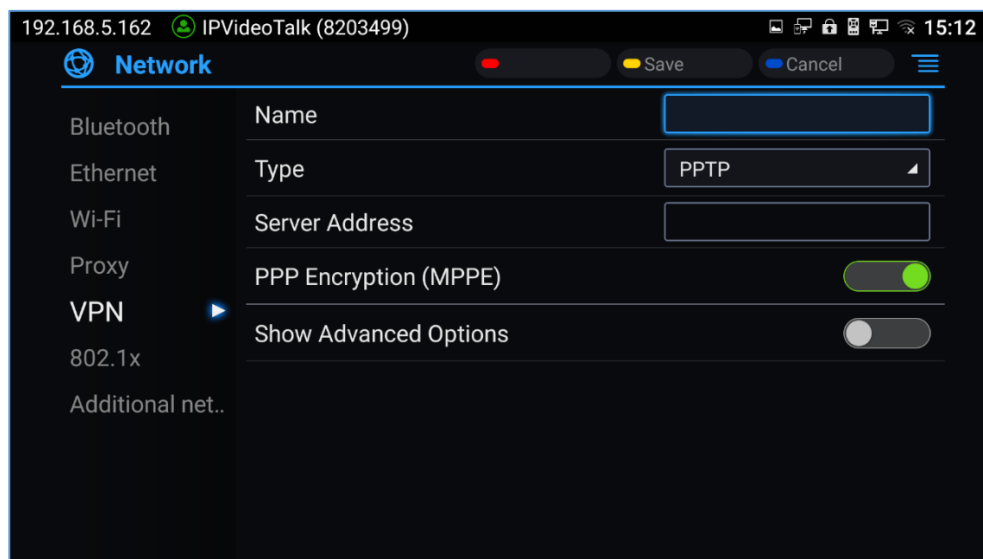 192.168.5.162 IPVideoTalk (8203499) 15:12
Network Save Cancel
Bluetooth
Ethernet
Wi-Fi
Proxy
VPN
802.1x
Additional net..
Name
Type PPTP
Server Address
PPP Encryption (MPPE)
Show Advanced Options